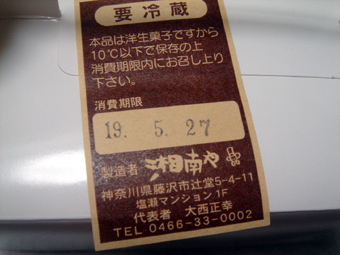 要冷蔵
本品は洋生菓子ですから
10℃以下で保存の上
消費期限内にお召し上り
下さい。
消費期限
19. 5. 27
製造者 湘南や
神奈川県藤沢市辻堂5-4-11
塩瀬マンション1F
代表者 大西正幸
TEL 0466-33-0002